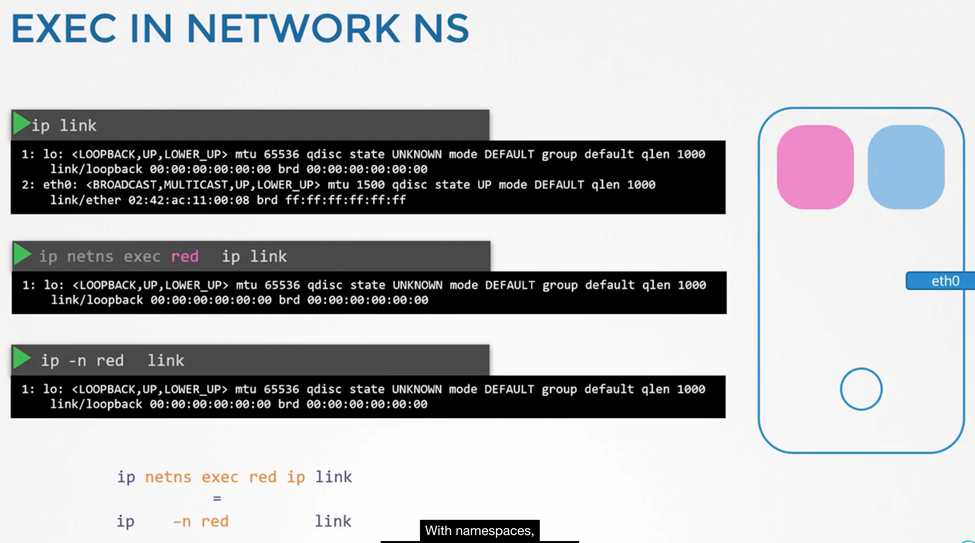 EXEC IN NETWORK NS
ip link
1: lo: <LOOPBACK,UP,LOWER_UP> mtu 65536 qdisc state UNKNOWN mode DEFAULT group default qlen 1000
link/loopback 00:00:00:00:00:00 brd 00:00:00:00:00:00
2: eth0: <BROADCAST,MULTICAST,UP,LOWER_UP> mtu 1500 qdisc state UP mode DEFAULT qlen 1000
link/ether 02:42:ac:11:00:08 brd ff:ff:ff:ff:ff:ff
ip netns exec red ip link
1: lo: <LOOPBACK,UP,LOWER_UP> mtu 65536 qdisc state UNKNOWN mode DEFAULT group default qlen 1000
link/loopback 00:00:00:00:00:00 brd 00:00:00:00:00:00
eth0
ip -n red link
1: lo: <LOOPBACK,UP,LOWER_UP> mtu 65536 qdisc state UNKNOWN mode DEFAULT group default qlen 1000
link/loopback 00:00:00:00:00:00 brd 00:00:00:00:00:00
ip netns exec red ip link
=
ip –n red link
With namespaces,